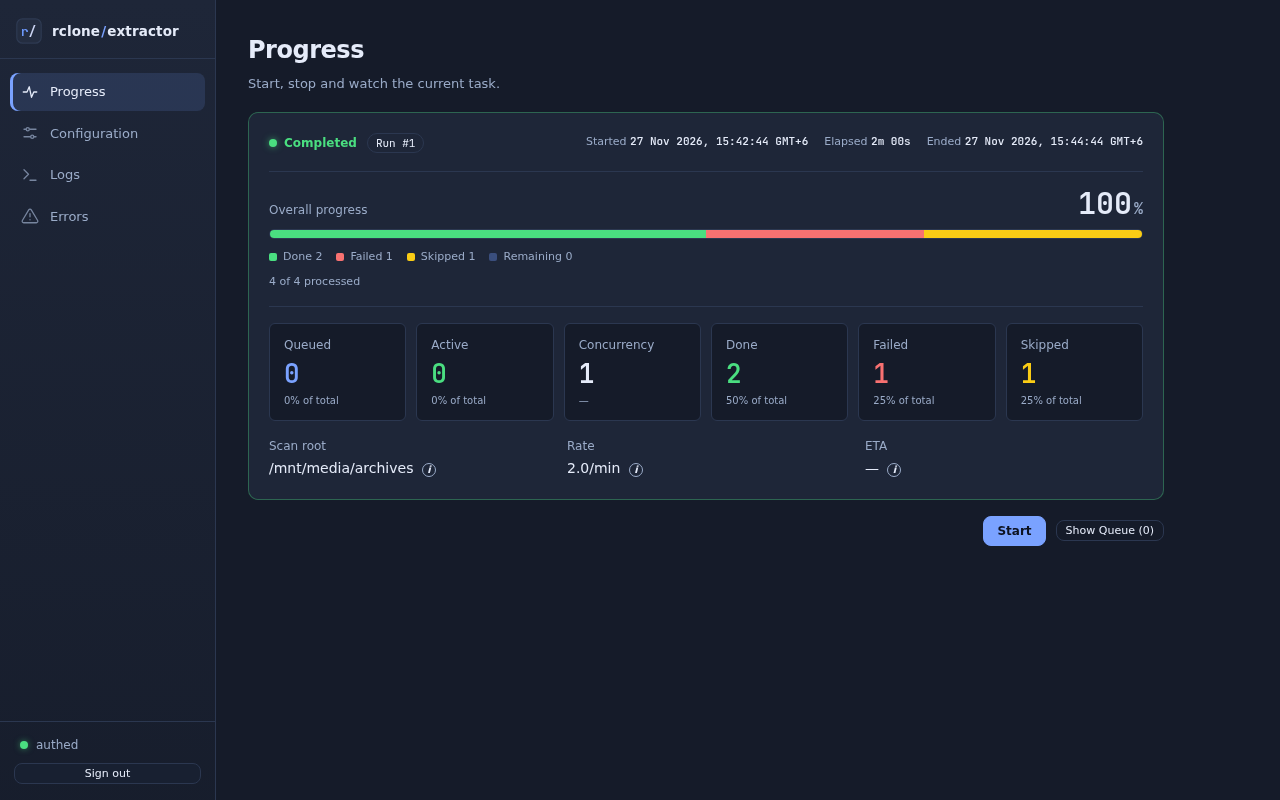 r/ rclone/extractor
Progress
Configuration
Logs
Errors
authed
Sign out
Progress
Start, stop and watch the current task.
Completed Run #1 Started 27 Nov 2026, 15:42:44 GMT+6 Elapsed 2m 00s Ended 27 Nov 2026, 15:44:44 GMT+6
Overall progress 100%
Done 2 Failed 1 Skipped 1 Remaining 0
4 of 4 processed
Queued Active Concurrency Done Failed Skipped
0 0 1 2 1 1
0% of total 0% of total — 50% of total 25% of total 25% of total
Scan root Rate ETA
/mnt/media/archives i 2.0/min i — i
Start Show Queue (0)